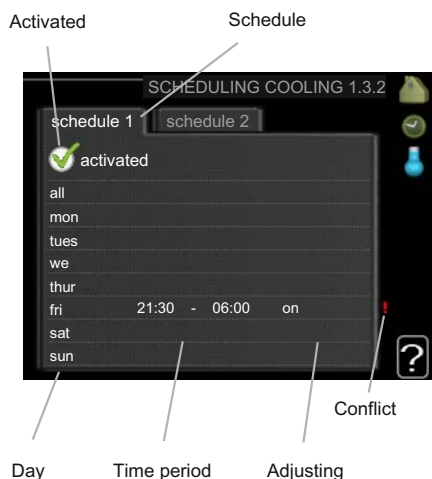 Activated Schedule
SCHEDULING COOLING 1.3.2
schedule 1 schedule 2
activated
all
mon
tues
we
thur
fri 21:30 - 06:00 on !
sat
sun
?
Conflict
Day Time period Adjusting